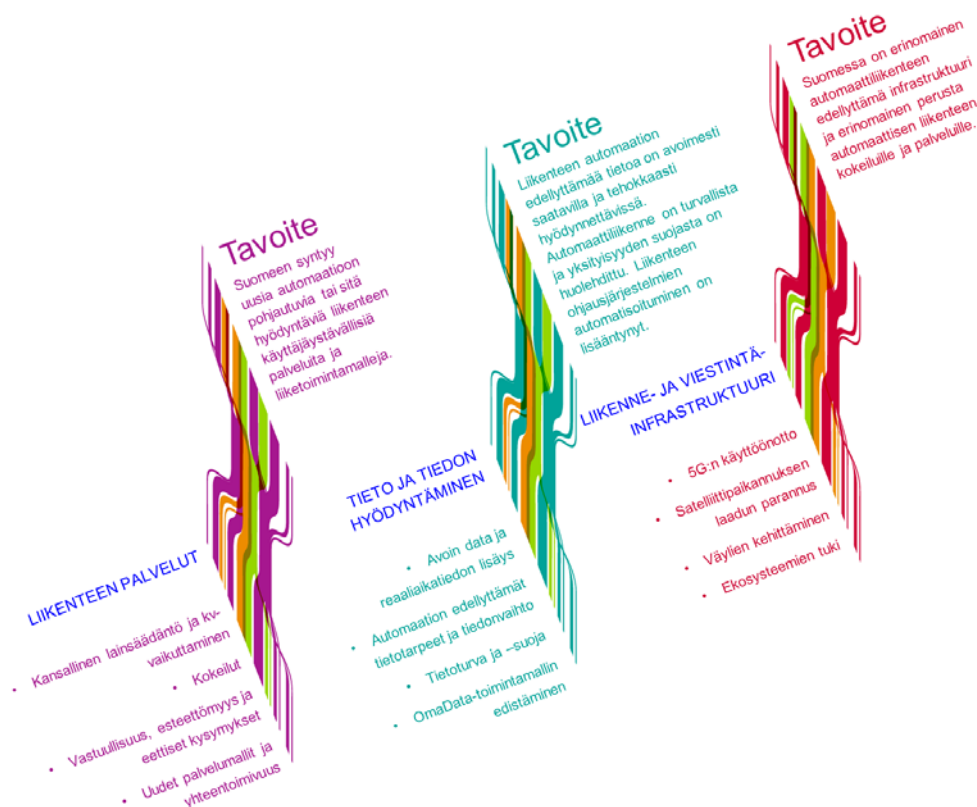 Tavoite
Suomeen syntyy
uusia automaatioon
pohjautuvia tai sitä
hyödyntäviä liikenteen
käyttäjäystävällisiä
palveluita ja
liiketoimintamalleja.
LIIKENTEEN PALVELUT
• Kansallinen lainsäädäntö ja kv-
vaikuttaminen
• Kokeilut
• Vastuullisuus, esteettömyys ja
eettiset kysymykset
• Uudet palvelumallit ja
yhteentoimivuus
Tavoite
Liikenteen automaation
edellyttämää tietoa on avoimesti
saatavilla ja tehokkaasti
hyödynnettävissä.
Automaattiliikenne on turvallista
ja yksityisyyden suojasta on
huolehdittu. Liikenteen
ohjausjärjestelmien
automatisoituminen on
lisääntynyt.
TIETO JA TIEDON
HYÖDYNTÄMINEN
• Avoin data ja
reaaliaikatiedon lisäys
• Automaation edellyttämät
tietotarpeet ja tiedonvaihto
• Tietoturva ja –suoja
• OmaData-toimintamallin
edistäminen
Tavoite
Suomessa on erinomainen
automaattiliikenteen
edellyttämä infrastruktuuri
ja erinomainen perusta
automaattisen liikenteen
kokeiluille ja palveluille.
LIIKENNE- JA VIESTINTÄ-
INFRASTRUKTUURI
• 5G:n käyttöönotto
• Satelliittipaikannuksen
laadun parannus
• Väylien kehittäminen
• Ekosysteemien tuki